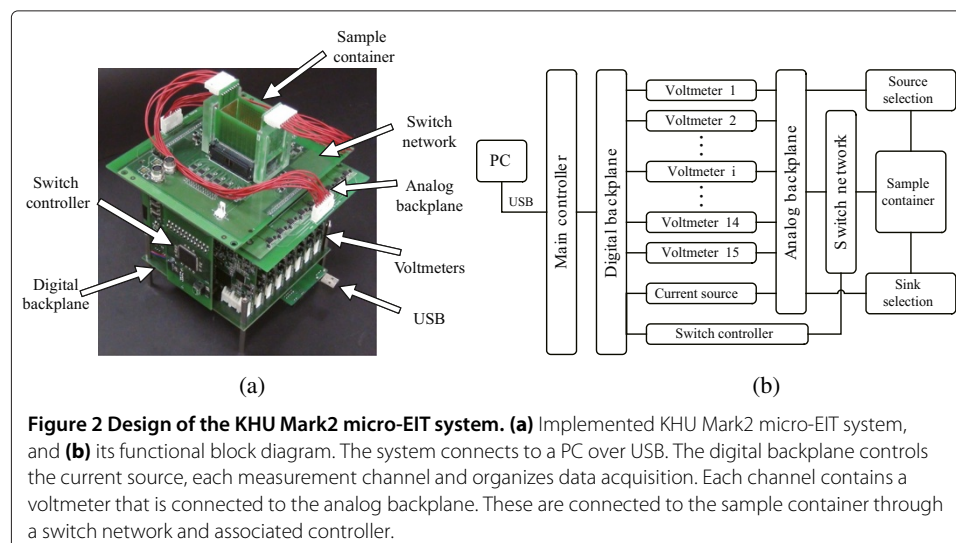 Sample
container
Switch
network
Analog
backplane
Voltmeters
USB
Switch
controller
Digital
backplane
(a)
PC
USB
Main controller
Digital backplane
Voltmeter 1
Voltmeter 2
Voltmeter i
Voltmeter 14
Voltmeter 15
Current source
Switch controller
Analog backplane
Switch network
Source
selection
Sample
container
Sink
selection
(b)
Figure 2 Design of the KHU Mark2 micro-EIT system. (a) Implemented KHU Mark2 micro-EIT system,
and (b) its functional block diagram. The system connects to a PC over USB. The digital backplane controls
the current source, each measurement channel and organizes data acquisition. Each channel contains a
voltmeter that is connected to the analog backplane. These are connected to the sample container through
a switch network and associated controller.